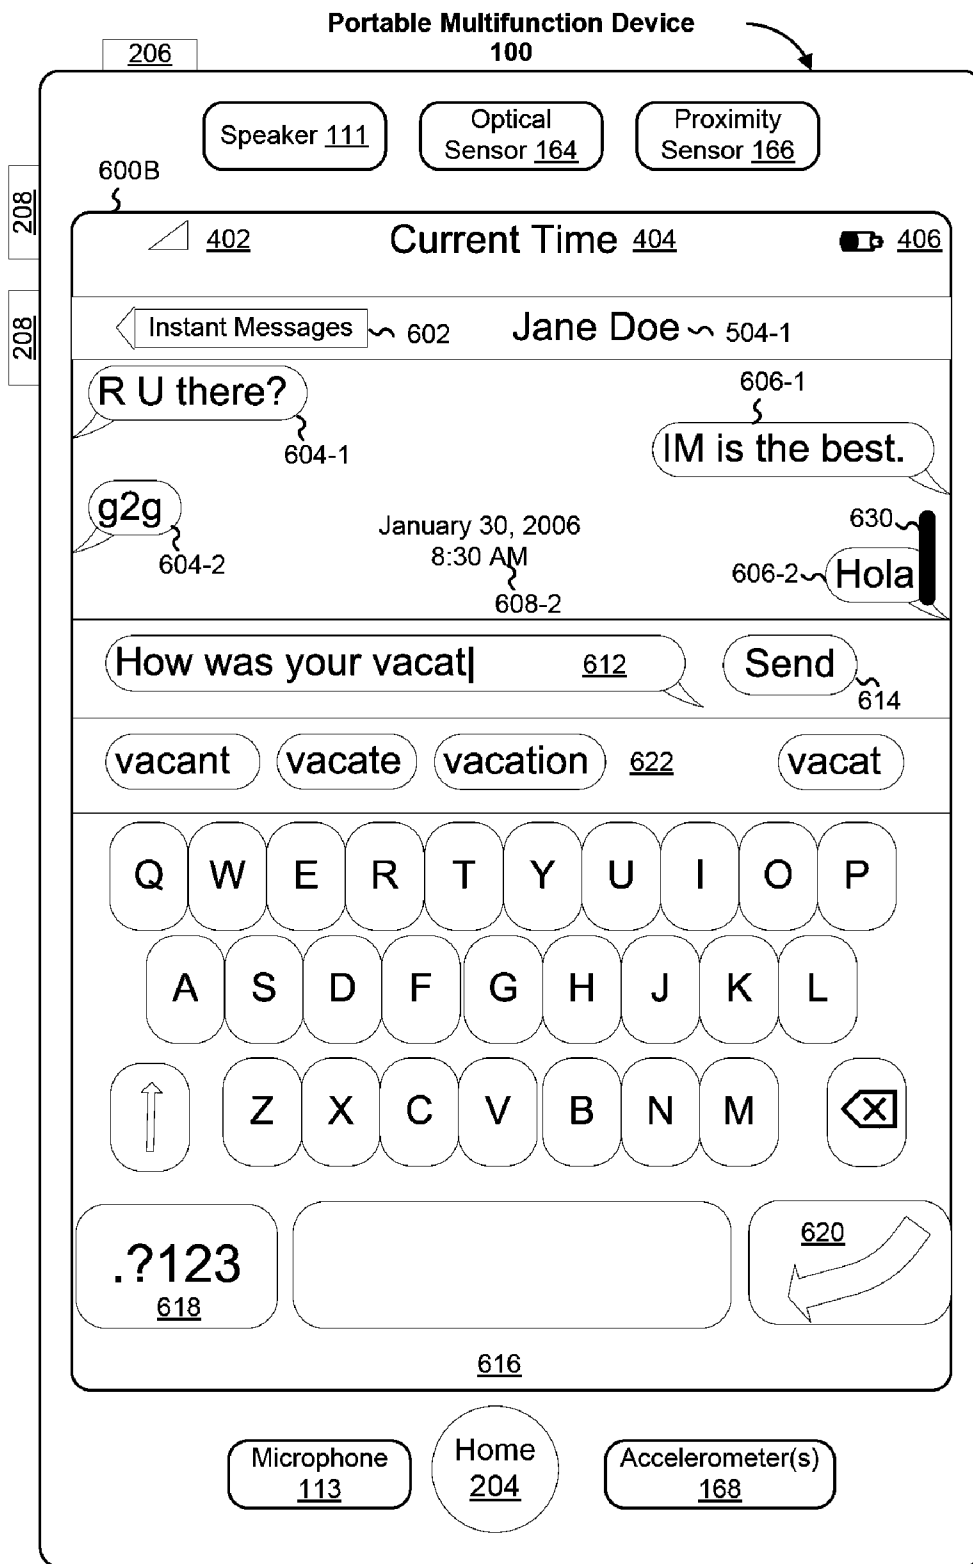 Portable Multifunction Device
100
206
Speaker 111
Optical
Sensor 164
Proximity
Sensor 166
208
600B
402
Current Time 404
406
208
Instant Messages
602
Jane Doe
504-1
R U there?
604-1
606-1
IM is the best.
g2g
604-2
January 30, 2006
8:30 AM
608-2
630
606-2
Hola
How was your vacat
612
Send
614
vacant
vacate
vacation
622
vacat
Q W E R T Y U I O P
A S D F G H J K L
Z X C V B N M
.?123
618
620
616
Microphone
113
Home
204
Accelerometer(s)
168